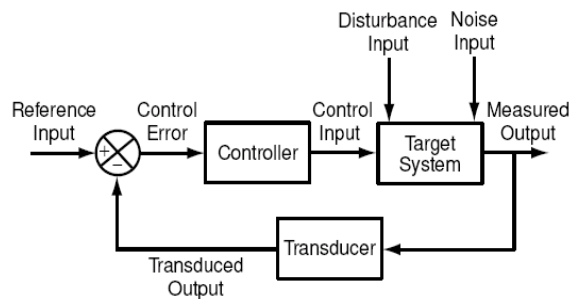 Disturbance
Input
Noise
Input
Reference
Input
Control
Error
Control
Input
Measured
Output
+
−
Controller
Target
System
Transducer
Transduced
Output